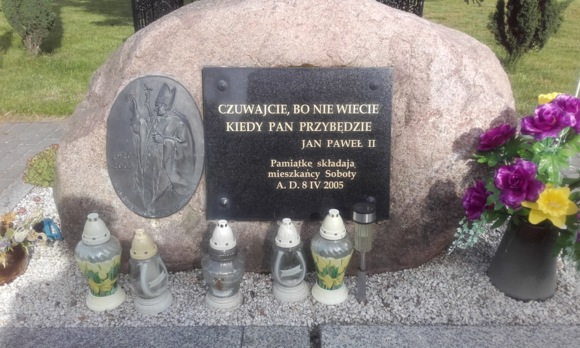 CZUWAJCIE, BO NIE WIECIE
KIEDY PAN PRZYBĘDZIE
JAN PAWEŁ II
Pamiątkę składają
mieszkańcy Soboty
A. D. 8 IV 2005